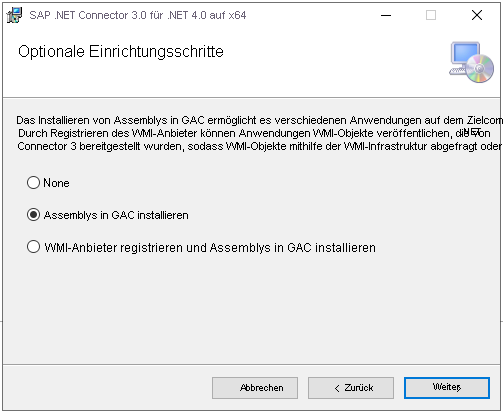 SAP .NET Connector 3.0 für .NET 4.0 auf x64
Optionale Einrichtungsschritte
Das Installieren von Assemblys in GAC ermöglicht es verschiedenen Anwendungen auf dem Zielcom
Durch Registrieren des WMI-Anbieter können Anwendungen WMI-Objekte veröffentlichen, die von .NET
Connector 3 bereitgestellt wurden, sodass WMI-Objekte mithilfe der WMI-Infrastruktur abgefragt oder
None
Assemblys in GAC installieren
WMI-Anbieter registrieren und Assemblys in GAC installieren
Abbrechen
< Zurück
Weiter>